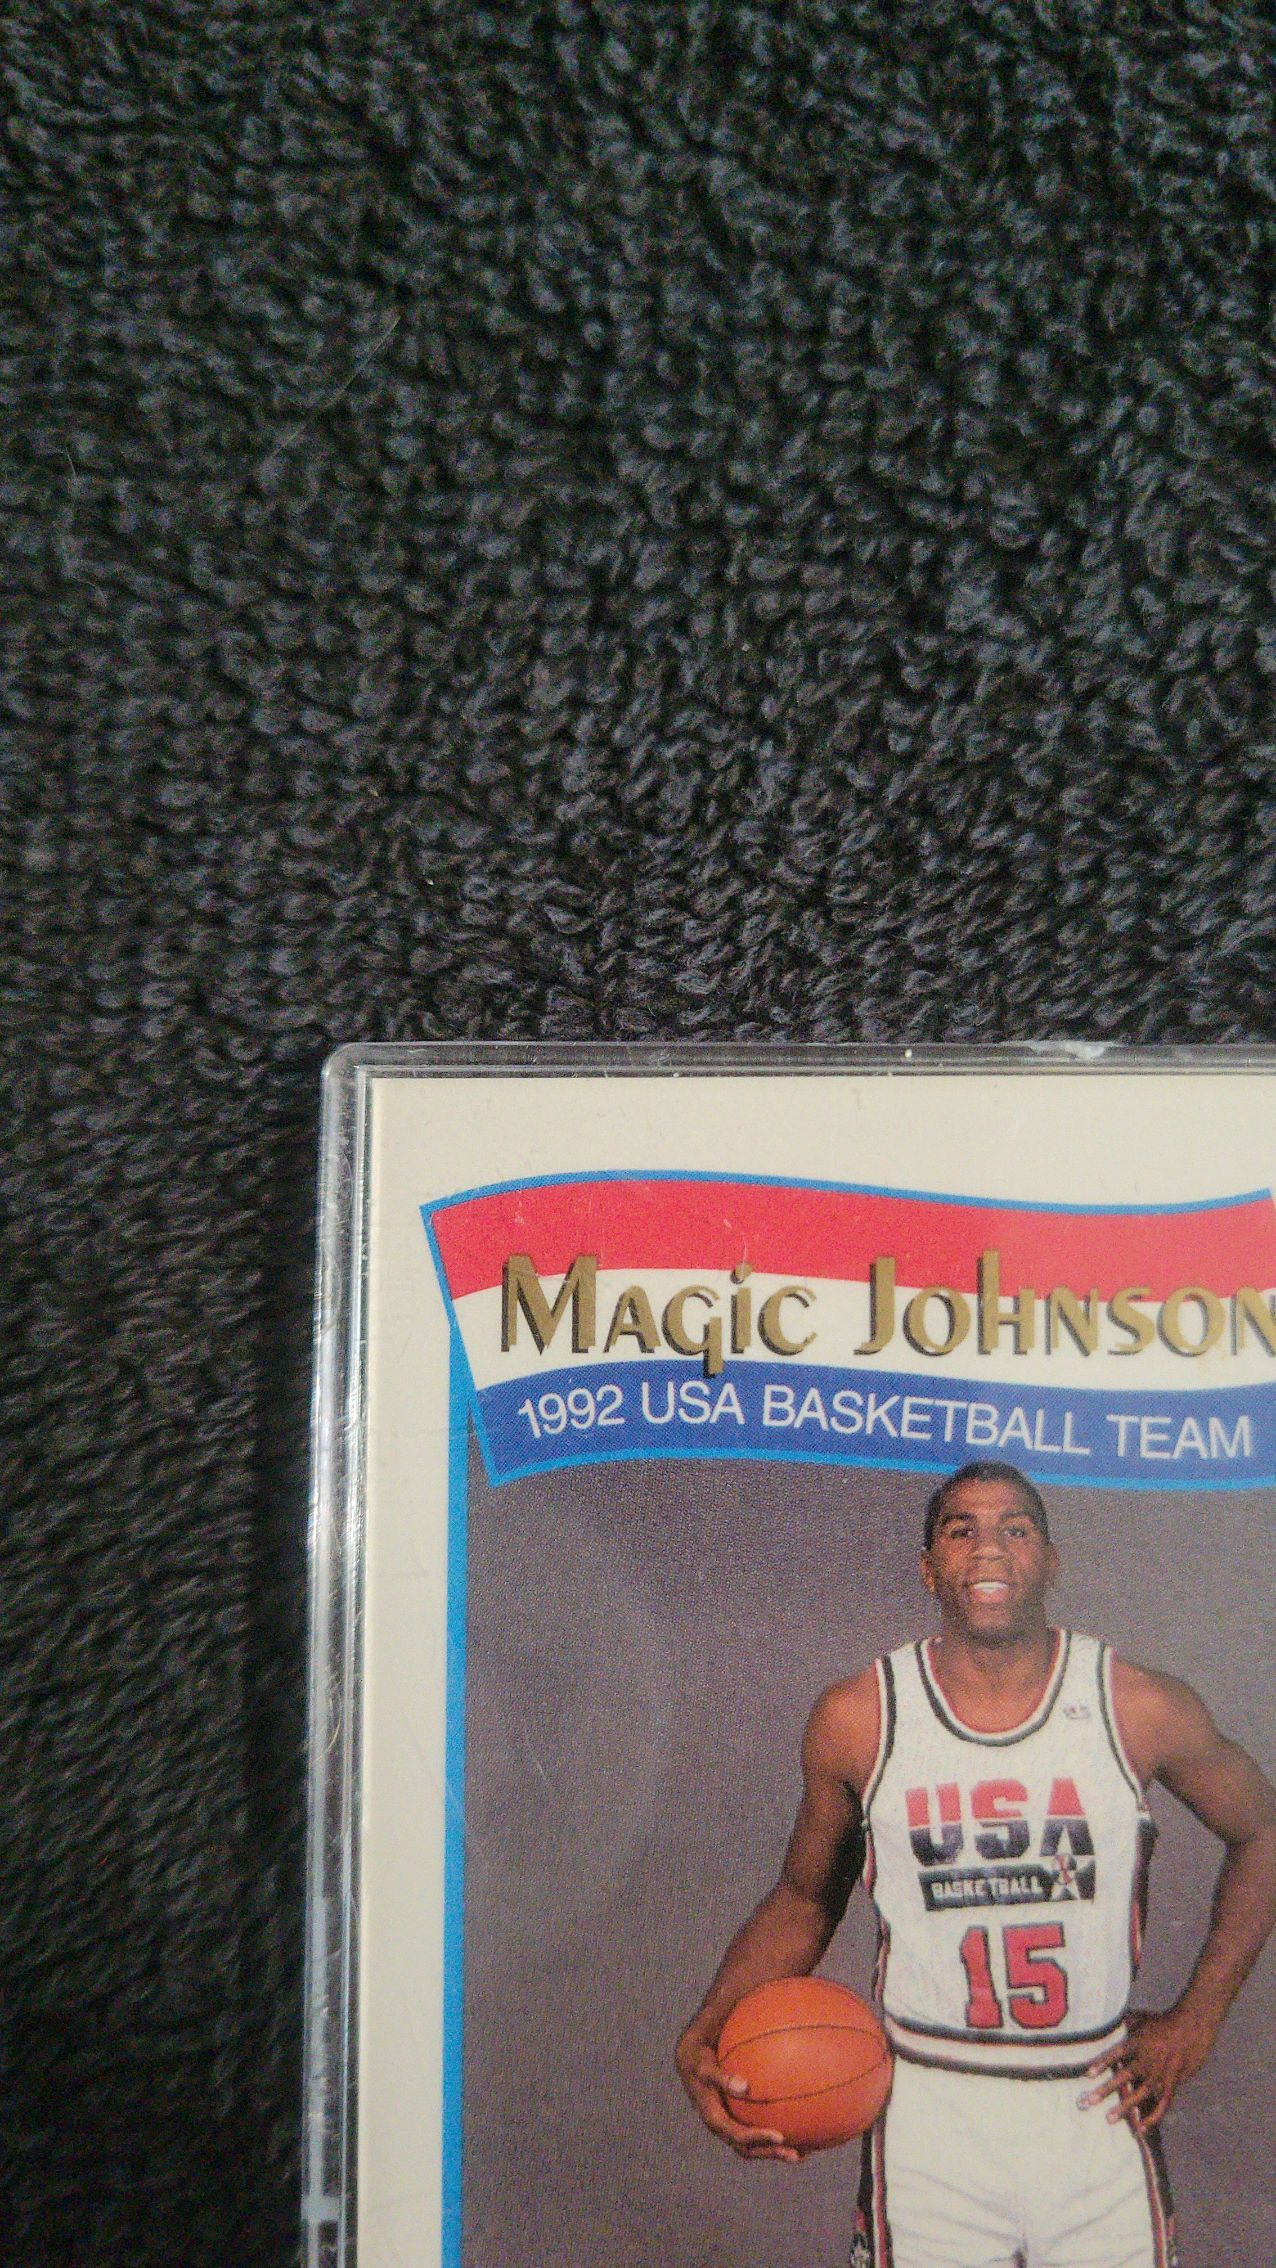 Magic Johnson
1992 USA BASKETBALL TEAM
USA
BASKETBALL
15